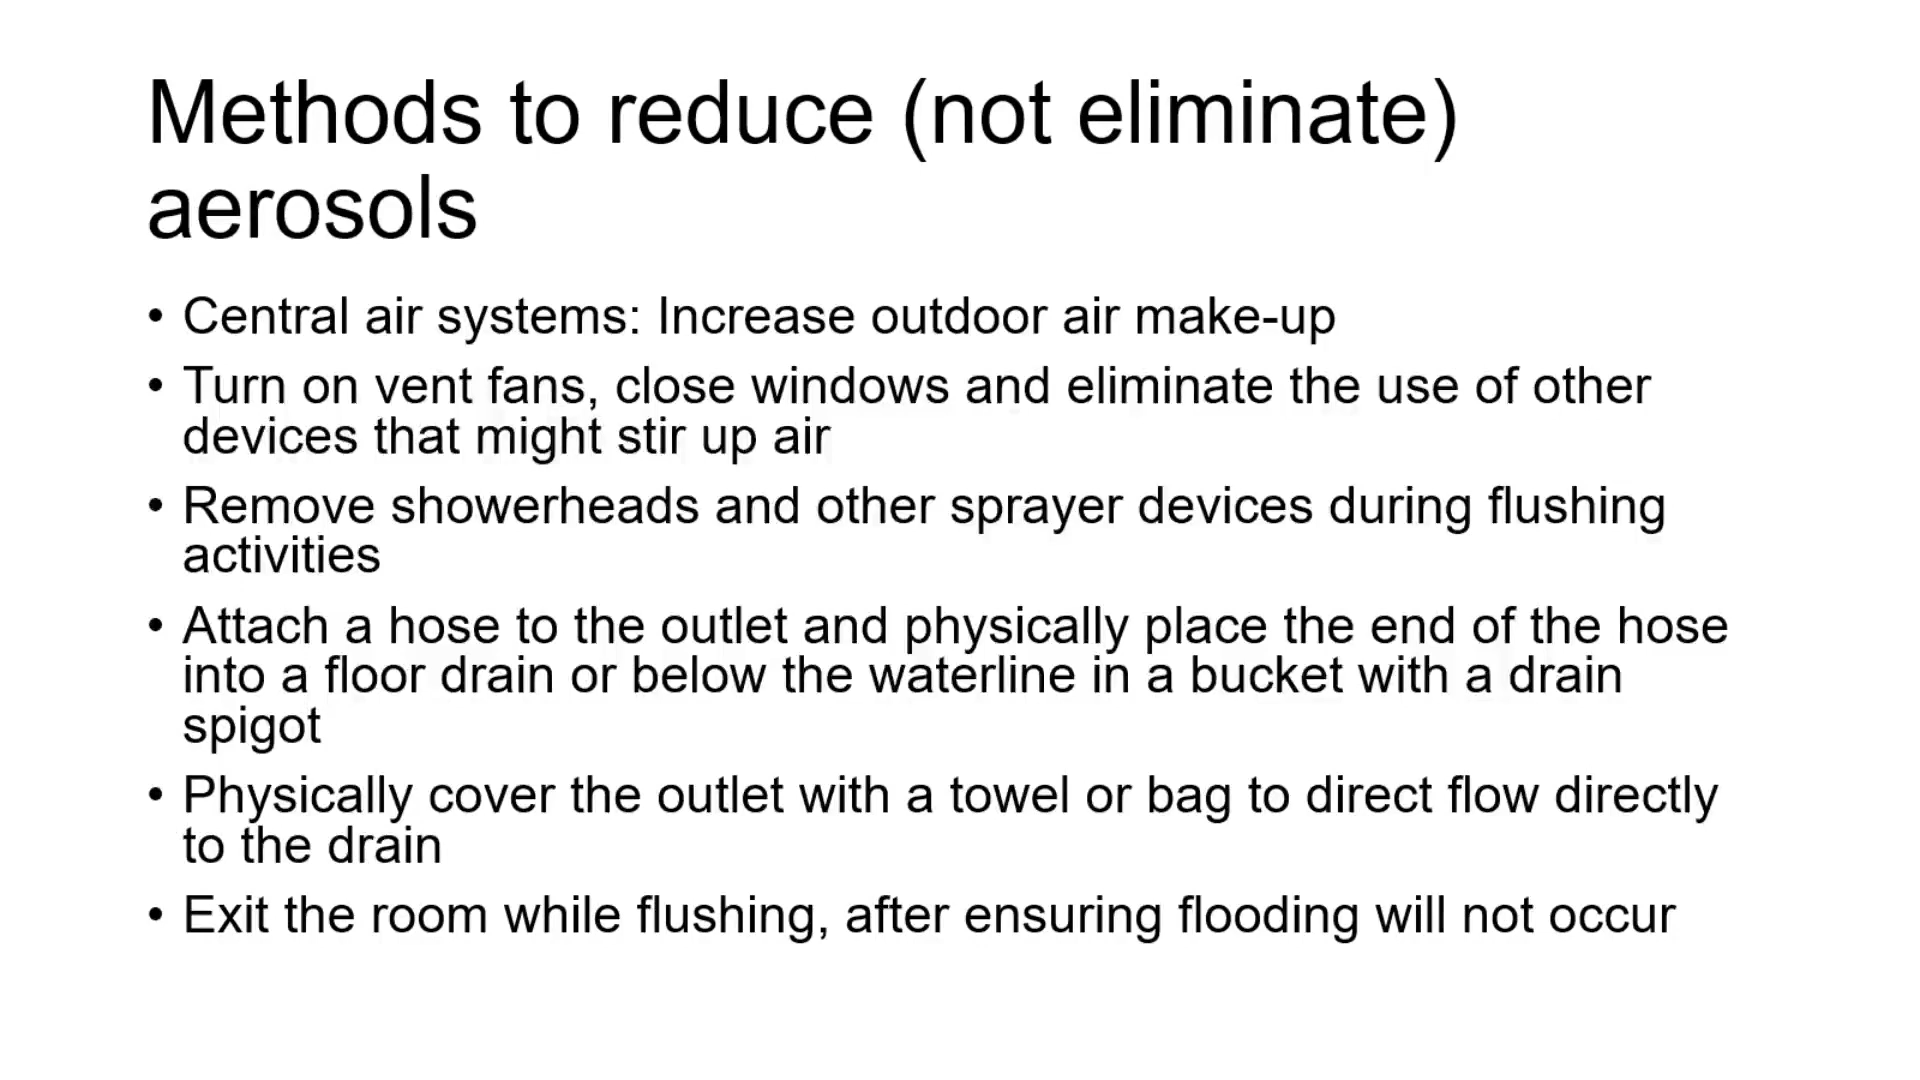 Methods to reduce (not eliminate)
aerosols
• Central air systems: Increase outdoor air make-up
• Turn on vent fans, close windows and eliminate the use of other
devices that might stir up air
• Remove showerheads and other sprayer devices during flushing
activities
• Attach a hose to the outlet and physically place the end of the hose
into a floor drain or below the waterline in a bucket with a drain
spigot
• Physically cover the outlet with a towel or bag to direct flow directly
to the drain
• Exit the room while flushing, after ensuring flooding will not occur